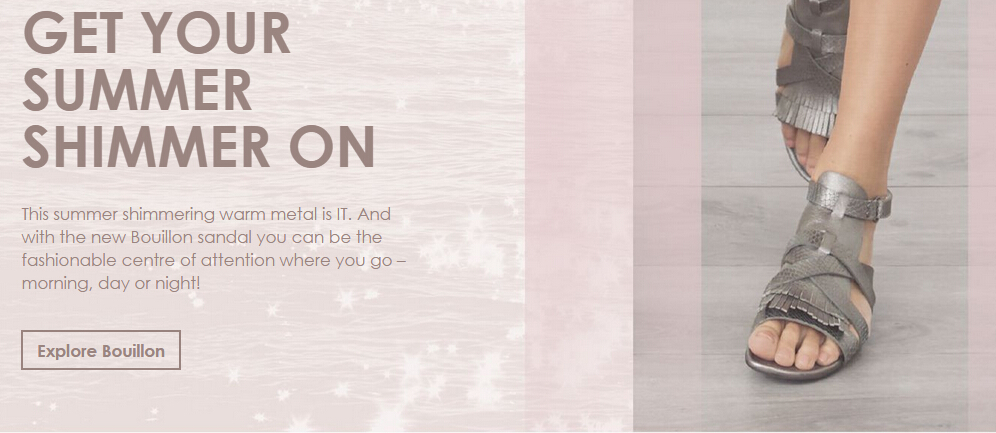 GET YOUR
SUMMER
SHIMMER ON
This summer shimmering warm metal is IT. And
with the new Bouillon sandal you can be the
fashionable centre of attention where you go –
morning, day or night!
Explore Bouillon